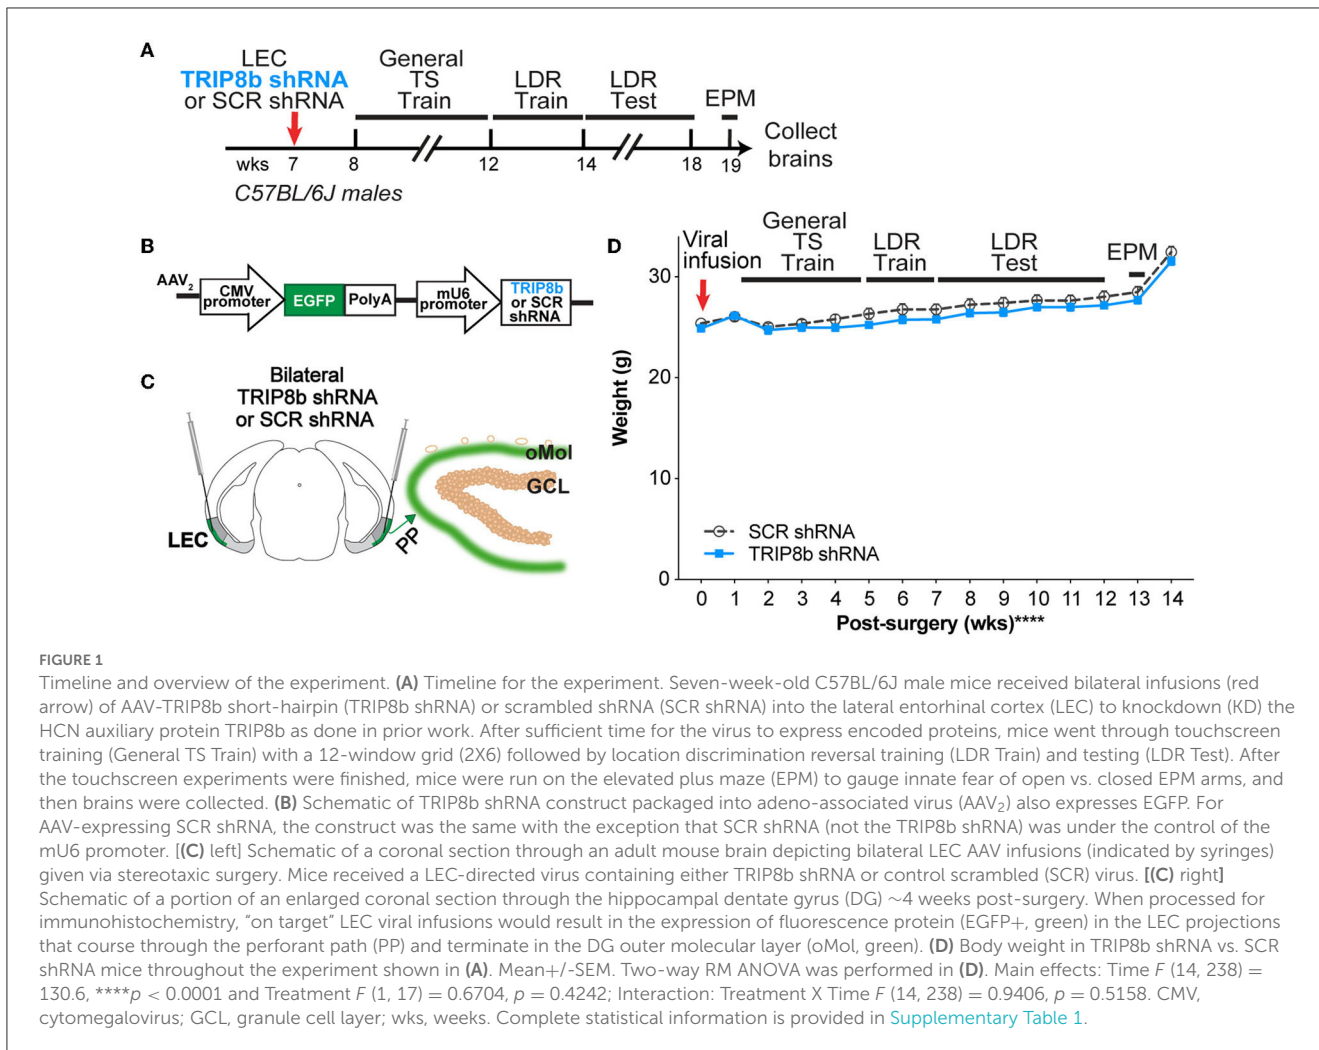 A
LEC
TRIP8b shRNA
or SCR shRNA
General
TS
Train
LDR
Train
LDR
Test
EPM
Collect
brains
wks 7 8 12 14 18 19
C57BL/6J males
B
AAV2
CMV
promoter
EGFP
PolyA
mU6
promoter
TRIP8b
or SCR
shRNA
C
Bilateral
TRIP8b shRNA
or SCR shRNA
LEC
PP
oMol
GCL
D
Viral
infusion
General
TS
Train
LDR
Train
LDR
Test
EPM
Weight (g)
30
20
10
0
SCR shRNA
TRIP8b shRNA
0 1 2 3 4 5 6 7 8 9 10 11 12 13 14
Post-surgery (wks)****
FIGURE 1
Timeline and overview of the experiment. (A) Timeline for the experiment. Seven-week-old C57BL/6J male mice received bilateral infusions (red
arrow) of AAV-TRIP8b short-hairpin (TRIP8b shRNA) or scrambled shRNA (SCR shRNA) into the lateral entorhinal cortex (LEC) to knockdown (KD) the
HCN auxiliary protein TRIP8b as done in prior work. After sufficient time for the virus to express encoded proteins, mice went through touchscreen
training (General TS Train) with a 12-window grid (2X6) followed by location discrimination reversal training (LDR Train) and testing (LDR Test). After
the touchscreen experiments were finished, mice were run on the elevated plus maze (EPM) to gauge innate fear of open vs. closed EPM arms, and
then brains were collected. (B) Schematic of TRIP8b shRNA construct packaged into adeno-associated virus (AAV2) also expresses EGFP. For
AAV-expressing SCR shRNA, the construct was the same with the exception that SCR shRNA (not the TRIP8b shRNA) was under the control of the
mU6 promoter. [(C) left] Schematic of a coronal section through an adult mouse brain depicting bilateral LEC AAV infusions (indicated by syringes)
given via stereotaxic surgery. Mice received a LEC-directed virus containing either TRIP8b shRNA or control scrambled (SCR) virus. [(C) right]
Schematic of a portion of an enlarged coronal section through the hippocampal dentate gyrus (DG) ~4 weeks post-surgery. When processed for
immunohistochemistry, "on target" LEC viral infusions would result in the expression of fluorescence protein (EGFP+, green) in the LEC projections
that course through the perforant path (PP) and terminate in the DG outer molecular layer (oMol, green). (D) Body weight in TRIP8b shRNA vs. SCR
shRNA mice throughout the experiment shown in (A). Mean+/-SEM. Two-way RM ANOVA was performed in (D). Main effects: Time F (14, 238) =
130.6, ****p < 0.0001 and Treatment F (1, 17) = 0.6704, p = 0.4242; Interaction: Treatment X Time F (14, 238) = 0.9406, p = 0.5158. CMV,
cytomegalovirus; GCL, granule cell layer; wks, weeks. Complete statistical information is provided in Supplementary Table 1.